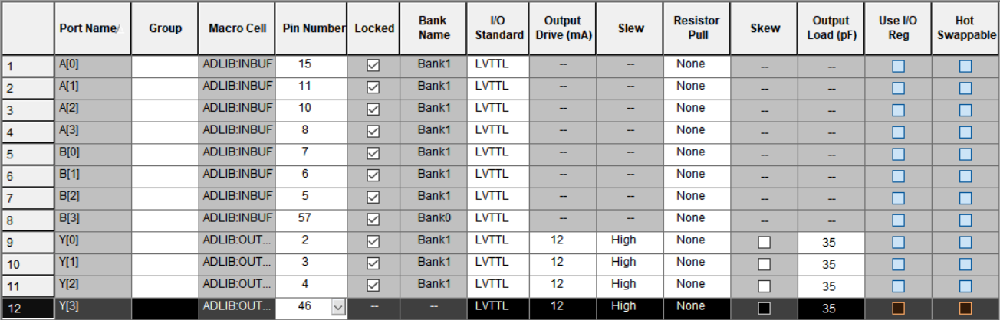 Port Name Group Macro Cell Pin Number Locked Bank Name I/O Standard Output Drive (mA) Slew Resistor Pull Skew Output Load (pF) Use I/O Reg Hot Swappable
1 A[0] ADLIB:INBUF 15 Bank1 LVTTL -- -- None -- --
2 A[1] ADLIB:INBUF 11 Bank1 LVTTL -- -- None -- --
3 A[2] ADLIB:INBUF 10 Bank1 LVTTL -- -- None -- --
4 A[3] ADLIB:INBUF 8 Bank1 LVTTL -- -- None -- --
5 B[0] ADLIB:INBUF 7 Bank1 LVTTL -- -- None -- --
6 B[1] ADLIB:INBUF 6 Bank1 LVTTL -- -- None -- --
7 B[2] ADLIB:INBUF 5 Bank1 LVTTL -- -- None -- --
8 B[3] ADLIB:INBUF 57 Bank0 LVTTL -- -- None -- --
9 Y[0] ADLIB:OUT... 2 Bank1 LVTTL 12 High None 35
10 Y[1] ADLIB:OUT... 3 Bank1 LVTTL 12 High None 35
11 Y[2] ADLIB:OUT... 4 Bank1 LVTTL 12 High None 35
12 Y[3] ADLIB:OUT... 46 -- -- LVTTL 12 High None 35